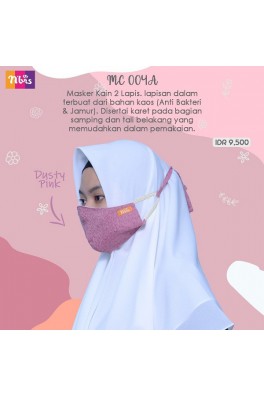 Nbrs
MC 004A
Masker Kain 2 Lapis, lapisan dalam
terbuat dari bahan kaos (Anti Bakteri
& Jamur). Disertai karet pada bagian
samping dan tali belakang yang
memudahkan dalam pemakaian.
IDR 9,500
Dusty
Pink